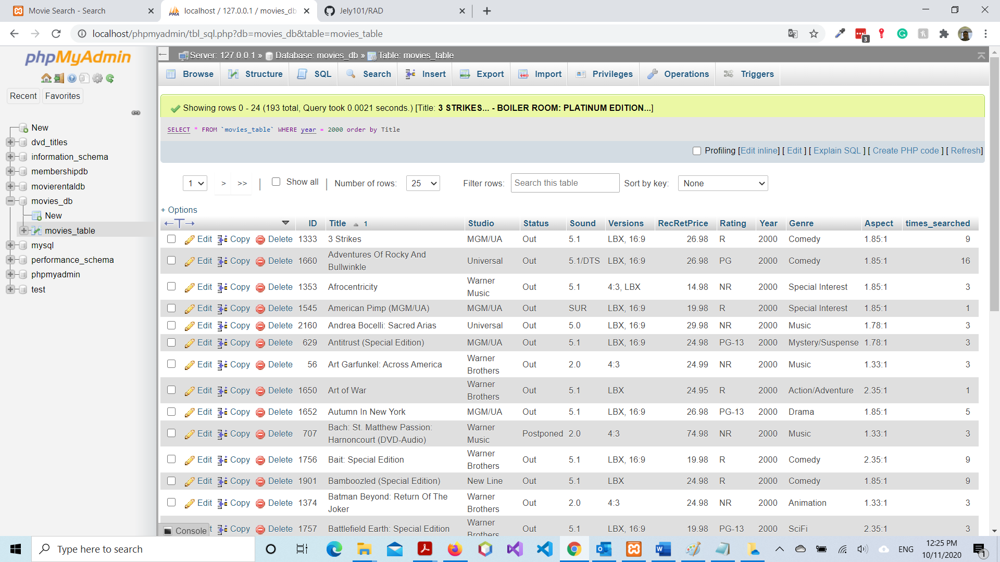 Movie Search - Search
localhost / 127.0.0.1 / movies_db
Jely101/RAD
localhost/phpmyadmin/tbl_sql.php?db=movies_db&table=movies_table
3
phpMyAdmin
Recent Favorites
New
dvd_titles
information_schema
membershipdb
movierentaldb
movies_db
New
movies_table
mysql
performance_schema
phpmyadmin
test
Server: 127.0.0.1 » Database: movies_db » Table: movies_table
Browse Structure SQL Search Insert Export Import Privileges Operations Triggers
Showing rows 0 - 24 (193 total, Query took 0.0021 seconds.) [Title: 3 STRIKES... - BOILER ROOM: PLATINUM EDITION...]
SELECT * FROM `movies_table` WHERE year = 2000 order by Title
Profiling [Edit inline] [ Edit ] [ Explain SQL ] [ Create PHP code ] [ Refresh]
1 > >> | Show all | Number of rows: 25 Filter rows: Search this table Sort by key: None
+ Options
←T→ ID Title 1 Studio Status Sound Versions RecRetPrice Rating Year Genre Aspect times_searched
Edit Copy Delete 1333 3 Strikes MGM/UA Out 5.1 LBX, 16:9 26.98 R 2000 Comedy 1.85:1 9
Edit Copy Delete 1660 Adventures Of Rocky And Bullwinkle Universal Out 5.1/DTS LBX, 16:9 26.98 PG 2000 Comedy 1.85:1 16
Edit Copy Delete 1353 Afrocentricity Warner Music Out 5.1 4:3, LBX 14.98 NR 2000 Special Interest 1.85:1 3
Edit Copy Delete 1545 American Pimp (MGM/UA) MGM/UA Out SUR LBX, 16:9 19.98 R 2000 Special Interest 1.85:1 1
Edit Copy Delete 2160 Andrea Bocelli: Sacred Arias Universal Out 5.0 LBX, 16:9 29.98 NR 2000 Music 1.78:1 3
Edit Copy Delete 629 Antitrust (Special Edition) MGM/UA Out 5.1 LBX, 16:9 24.98 PG-13 2000 Mystery/Suspense 1.78:1 3
Edit Copy Delete 56 Art Garfunkel: Across America Warner Brothers Out 2.0 4:3 24.99 NR 2000 Music 1.33:1 3
Edit Copy Delete 1650 Art of War Warner Brothers Out 5.1 LBX 24.95 R 2000 Action/Adventure 2.35:1 1
Edit Copy Delete 1652 Autumn In New York MGM/UA Out 5.1 LBX, 16:9 26.98 PG-13 2000 Drama 1.85:1 5
Edit Copy Delete 707 Bach: St. Matthew Passion: Harnoncourt (DVD-Audio) Warner Music Postponed 2.0 4:3 74.98 NR 2000 Music 1.33:1 3
Edit Copy Delete 1756 Bait: Special Edition Warner Brothers Out 5.1 LBX, 16:9 19.98 R 2000 Comedy 2.35:1 9
Edit Copy Delete 1901 Bamboozled (Special Edition) New Line Out 5.1 LBX 24.98 R 2000 Comedy 1.85:1 9
Edit Copy Delete 1374 Batman Beyond: Return Of The Joker Warner Brothers Out 2.0 4:3 24.98 NR 2000 Animation 1.33:1 3
t Copy Delete 1757 Battlefield Earth: Special Edition Warner Brothers Out 5.1 LBX, 16:9 19.98 PG-13 2000 SciFi 2.35:1 3
Console
Type here to search
ENG
12:25 PM
10/11/2020
1